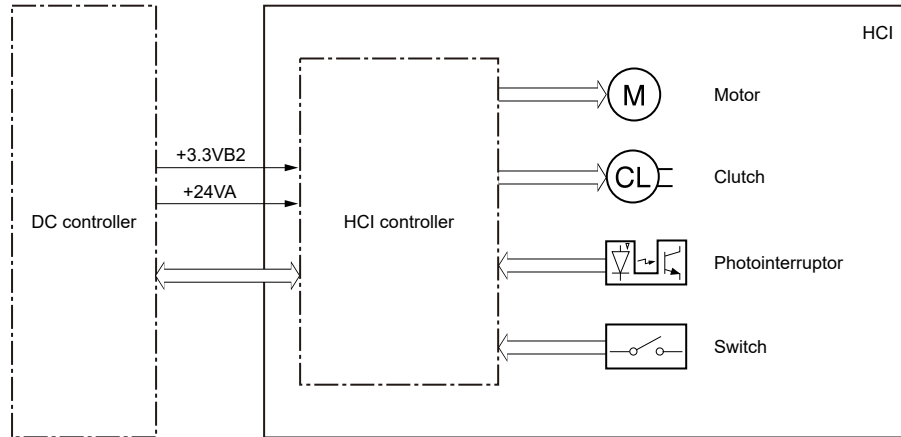 HCI
Motor
M
+3.3VB2
Clutch
CL
+24VA
DC controller
HCI controller
Photointerruptor
Switch